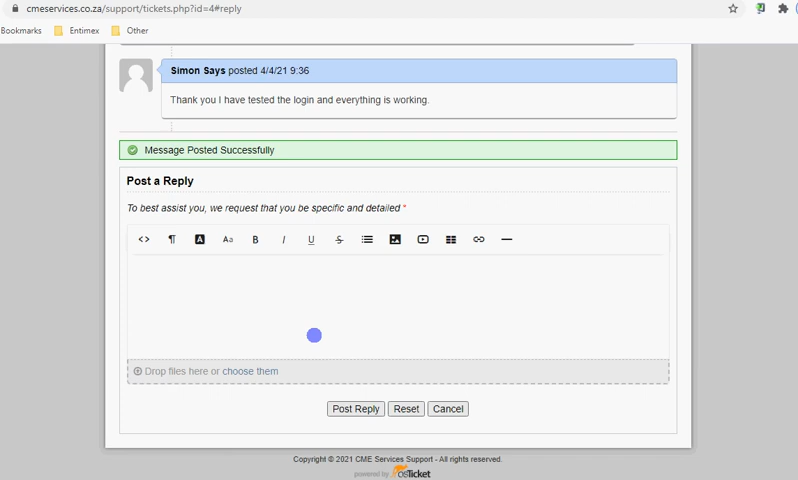 cmeservices.co.za/support/tickets.php?id=4#reply
Bookmarks Entimex Other
Simon Says posted 4/4/21 9:36
Thank you I have tested the login and everything is working.
Message Posted Successfully
Post a Reply
To best assist you, we request that you be specific and detailed *
<> ¶ A Aa B I U S
Drop files here or choose them
Post Reply Reset Cancel
Copyright © 2021 CME Services Support - All rights reserved.
powered by osTicket